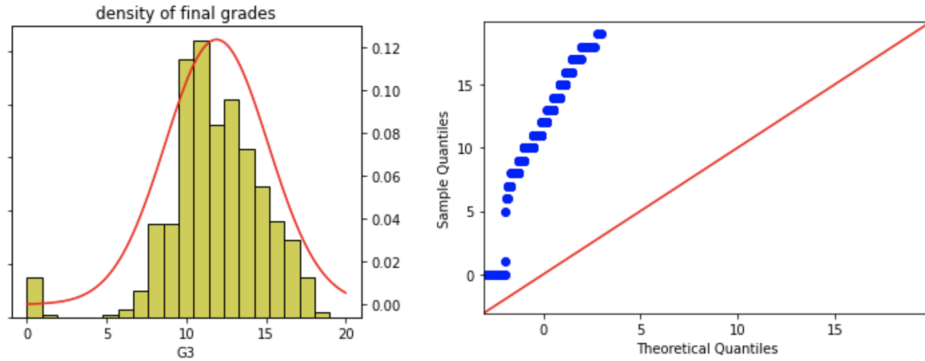 density of final grades
0.12
0.10
0.08
0.06
0.04
0.02
0.00
0 5 10 15 20
G3
Sample Quantiles
15
10
5
0
0 5 10 15
Theoretical Quantiles